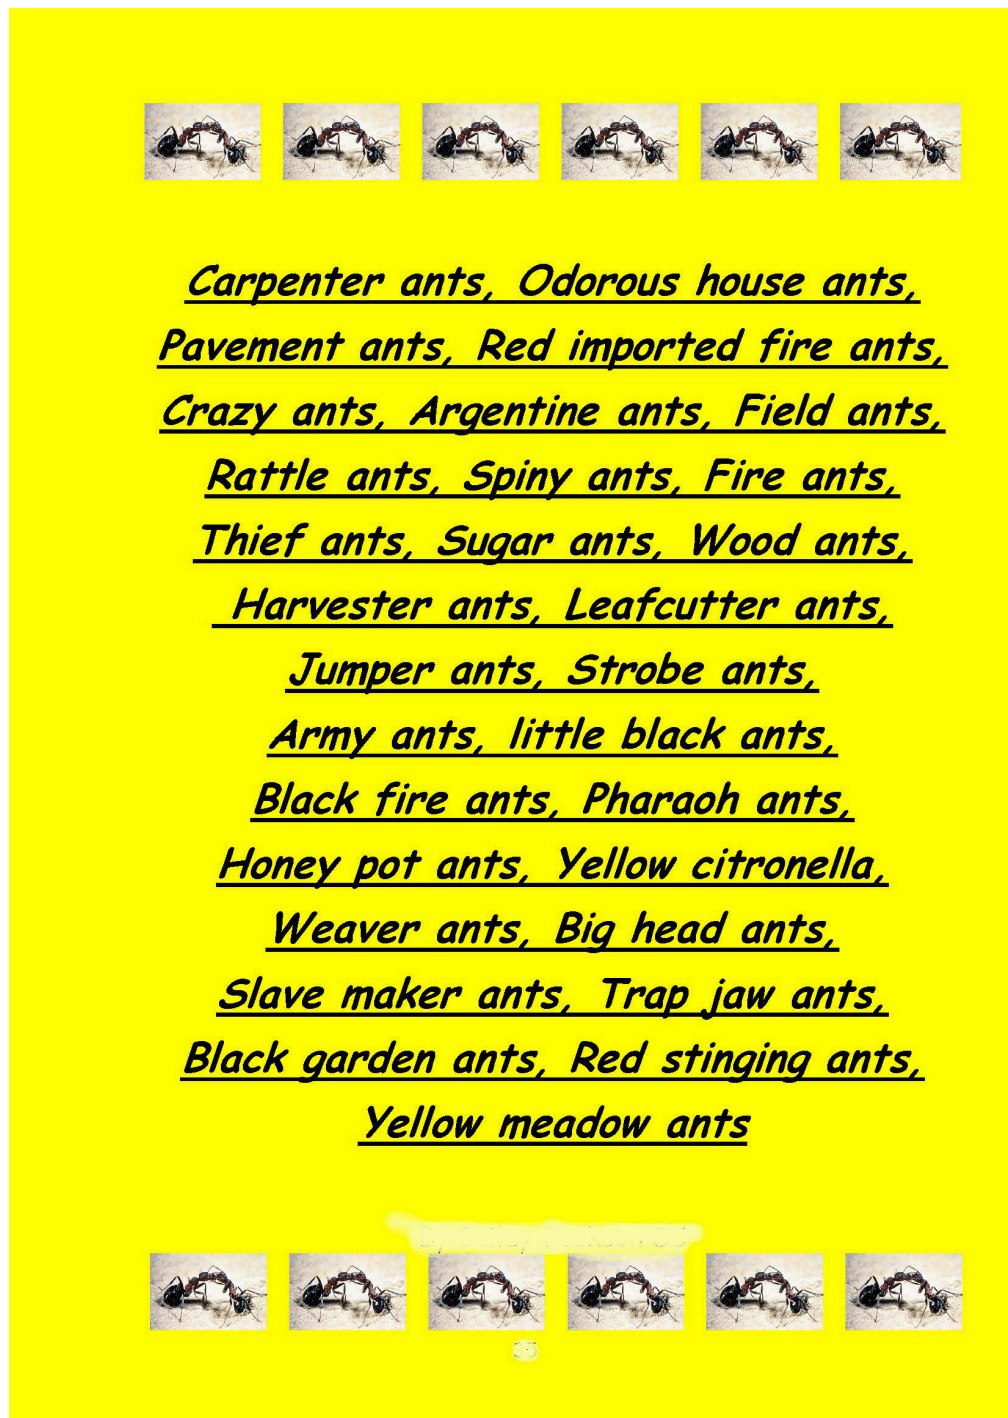 Carpenter ants, Odorous house ants,
Pavement ants, Red imported fire ants,
Crazy ants, Argentine ants, Field ants,
Rattle ants, Spiny ants, Fire ants,
Thief ants, Sugar ants, Wood ants,
Harvester ants, Leafcutter ants,
Jumper ants, Strobe ants,
Army ants, little black ants,
Black fire ants, Pharaoh ants,
Honey pot ants, Yellow citronella,
Weaver ants, Big head ants,
Slave maker ants, Trap jaw ants,
Black garden ants, Red stinging ants,
Yellow meadow ants